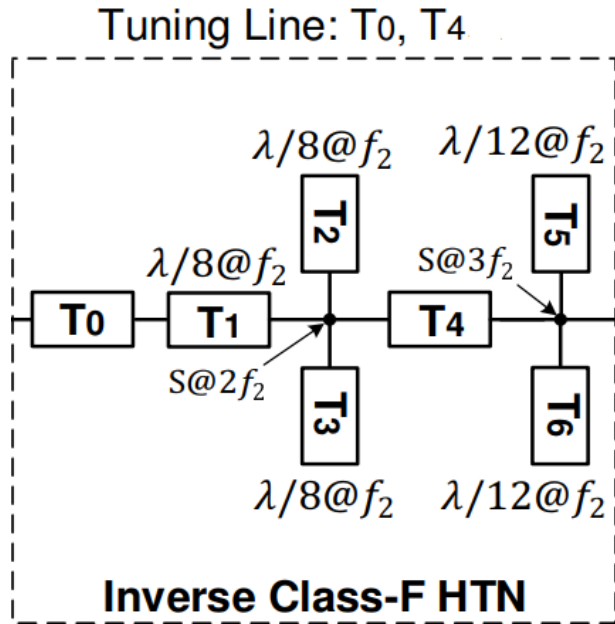 Tuning Line: T0, T4
λ/8@f2
λ/12@f2
T2
T5
λ/8@f2
S@3f2
T0
T1
T4
S@2f2
T3
T6
λ/8@f2
λ/12@f2
Inverse Class-F HTN